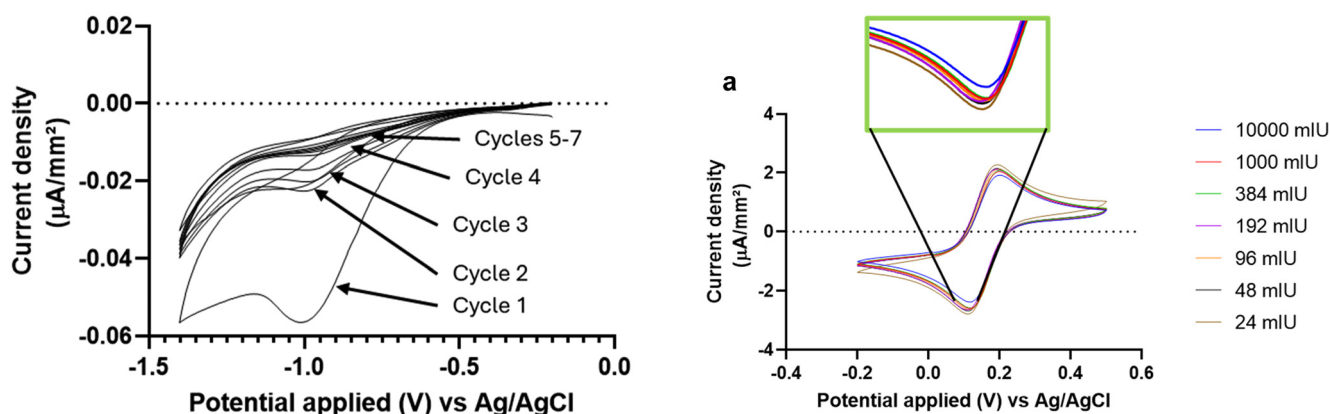 0.02
0.00
-0.02
-0.04
-0.06
Current density
(µA/mm²)
Cycles 5-7
Cycle 4
Cycle 3
Cycle 2
Cycle 1
-1.5
-1.0
-0.5
0.0
Potential applied (V) vs Ag/AgCl
a
4
2
0
-2
-4
Current density
(µA/mm²)
-0.4
-0.2
0.0
0.2
0.4
0.6
Potential applied (V) vs Ag/AgCl
10000 mIU
1000 mIU
384 mIU
192 mIU
96 mIU
48 mIU
24 mIU